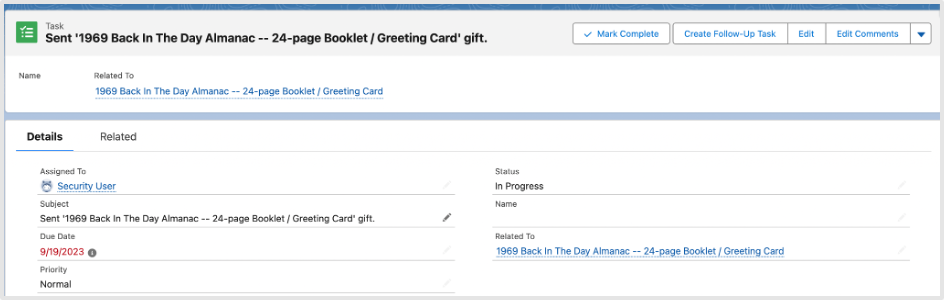 Task
Sent '1969 Back In The Day Almanac -- 24-page Booklet / Greeting Card' gift.
Mark Complete
Create Follow-Up Task
Edit
Edit Comments
Name
Related To
1969 Back In The Day Almanac -- 24-page Booklet / Greeting Card
Details
Related
Assigned To
Security User
Status
In Progress
Subject
Sent '1969 Back In The Day Almanac -- 24-page Booklet / Greeting Card' gift.
Name
Due Date
9/19/2023
Related To
1969 Back In The Day Almanac -- 24-page Booklet / Greeting Card
Priority
Normal